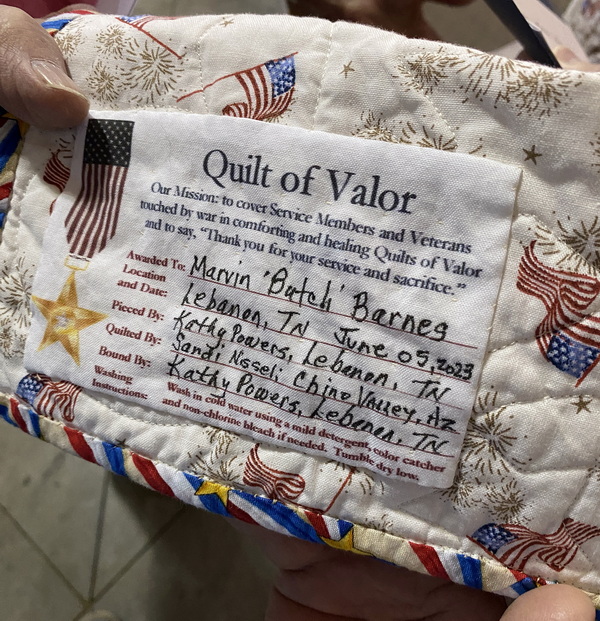 Quilt of Valor
Our Mission: to cover Service Members and Veterans
touched by war in comforting and healing Quilts of Valor
and to say, "Thank you for your service and sacrifice."
Awarded To: Marvin 'Butch' Barnes
Location
and Date: Lebanon, TN June 05, 2023
Pieced By: Kathy Powers, Lebanon, TN
Quilted By: Sandi Nsseli Chino Valley, AZ
Bound By: Kathy Powers, Lebanon, TN
Washing
Instructions: Wash in cold water using a mild detergent, color catcher
and non-chlorine bleach if needed. Tumble dry low.